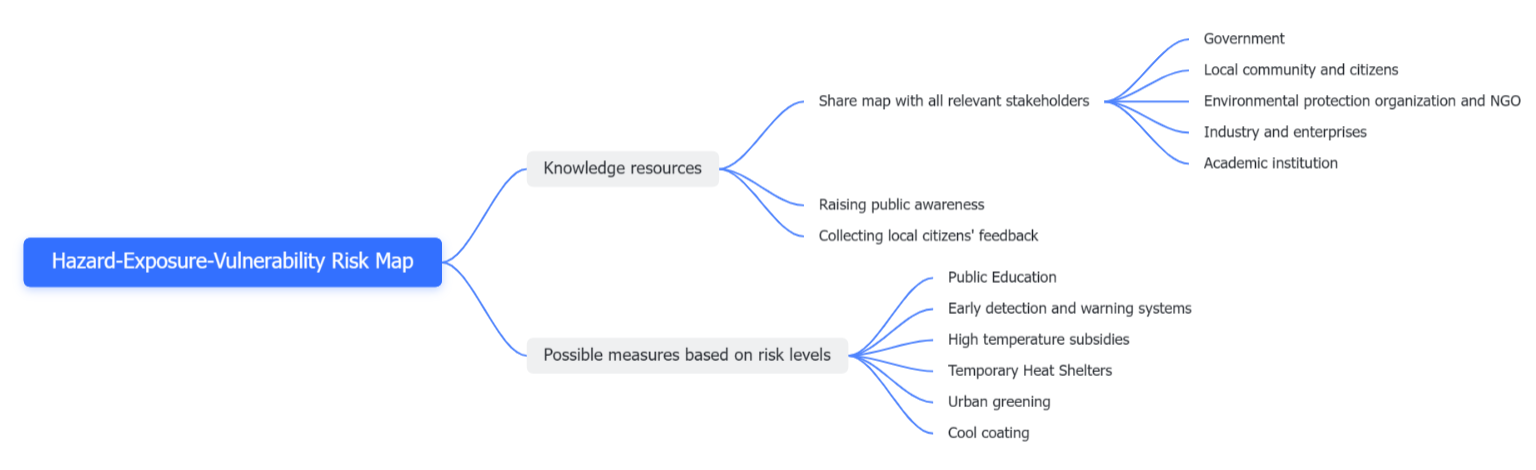 Hazard-Exposure-Vulnerability Risk Map
Knowledge resources
Share map with all relevant stakeholders
Government
Local community and citizens
Environmental protection organization and NGO
Industry and enterprises
Academic institution
Raising public awareness
Collecting local citizens' feedback
Possible measures based on risk levels
Public Education
Early detection and warning systems
High temperature subsidies
Temporary Heat Shelters
Urban greening
Cool coating